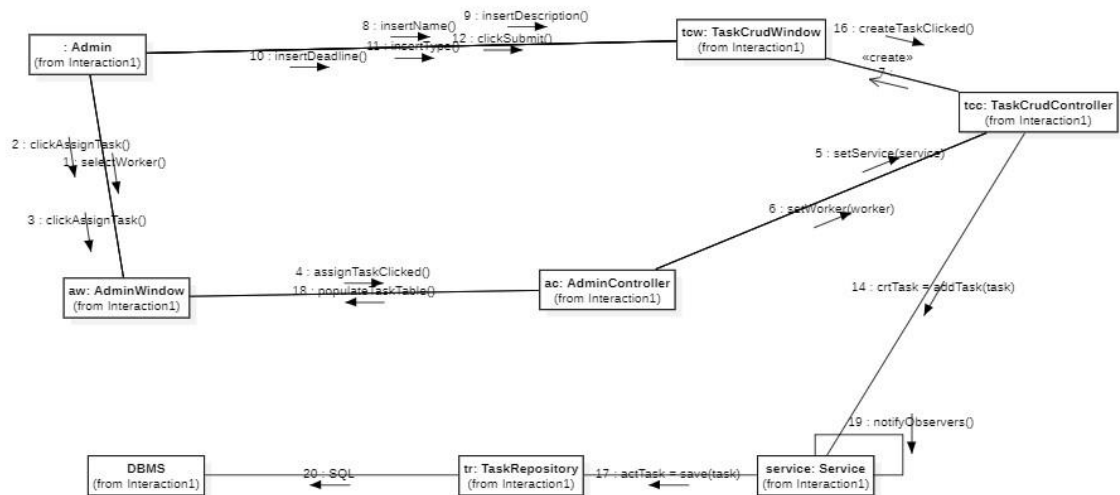 9 : insertDescription()
8 : insertName()
16 : createTaskClicked()
: Admin
(from Interaction1)
tcw: TaskCrudWindow
(from Interaction1)
11 : insertType()
12 : clickSubmit()
10 : insertDeadline()
«create»
7 :
tcc: TaskCrudController
(from Interaction1)
2 : clickAssignTask()
1 : selectWorker()
5 : setService(service)
3 : clickAssignTask()
6 : setWorker(worker)
4 : assignTaskClicked()
aw: AdminWindow
(from Interaction1)
18 : populateTaskTable()
ac: AdminController
(from Interaction1)
14 : crtTask = addTask(task)
19 : notifyObservers()
DBMS
(from Interaction1)
20 : SQL
tr: TaskRepository
(from Interaction1)
17 : actTask = save(task)
service: Service
(from Interaction1)